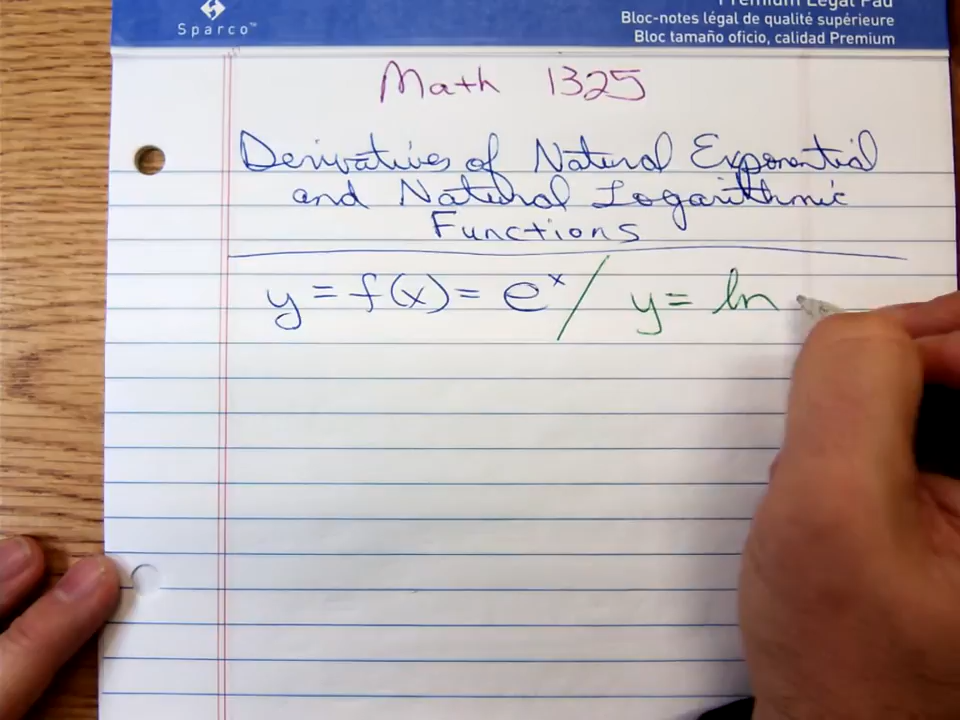 Premium Legal Pad
Sparco™
Bloc-notes légal de qualité supérieure
Bloc tamaño oficio, calidad Premium
Math 1325
Derivatives of Natural Exponential
and Natural Logarithmic
Functions
y = f(x) = eˣ / y = ln